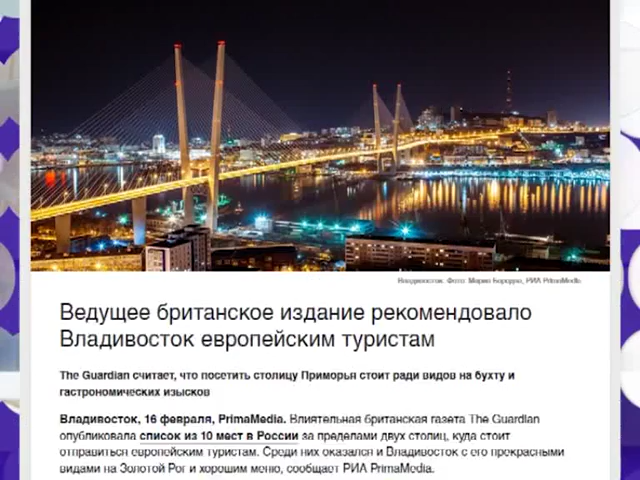 Владивосток. Фото: Мария Бородина, РИА PrimaMedia
Ведущее британское издание рекомендовало
Владивосток европейским туристам
The Guardian считает, что посетить столицу Приморья стоит ради видов на бухту и
гастрономических изысков
Владивосток, 16 февраля, PrimaMedia. Влиятельная британская газета The Guardian
опубликовала список из 10 мест в России за пределами двух столиц, куда стоит
отправиться европейским туристам. Среди них оказался и Владивосток с его прекрасными
видами на Золотой Рог и хорошим меню, сообщает РИА PrimaMedia.